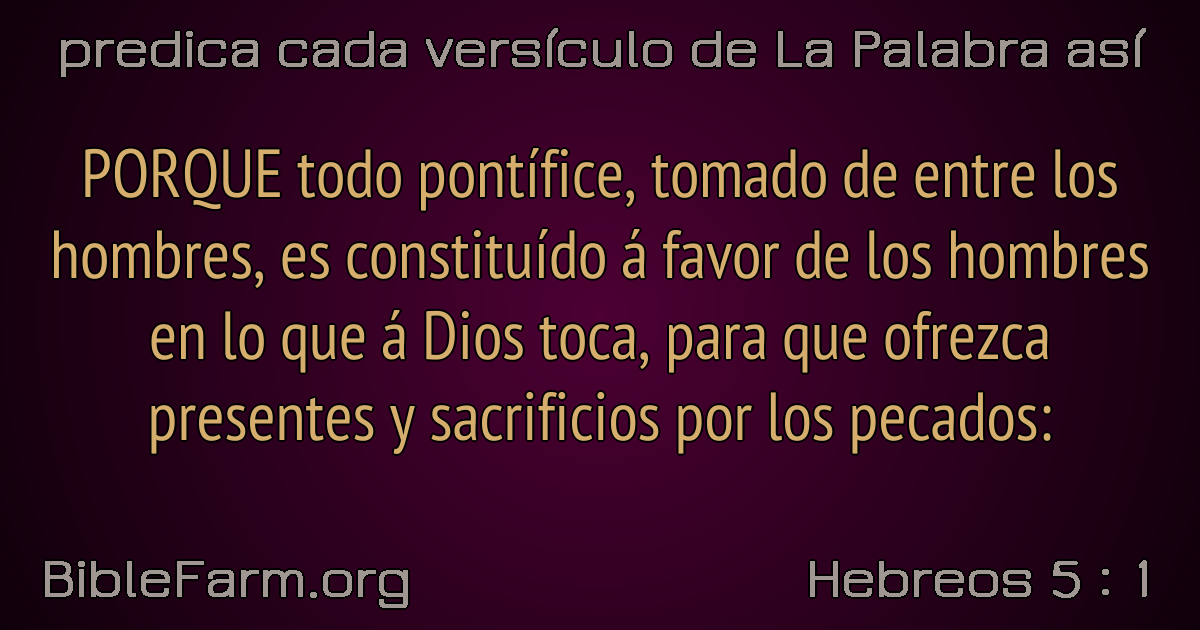 predica cada versículo de La Palabra así
PORQUE todo pontífice, tomado de entre los
hombres, es constituído á favor de los hombres
en lo que á Dios toca, para que ofrezca
presentes y sacrificios por los pecados:
BibleFarm.org
Hebreos 5 : 1